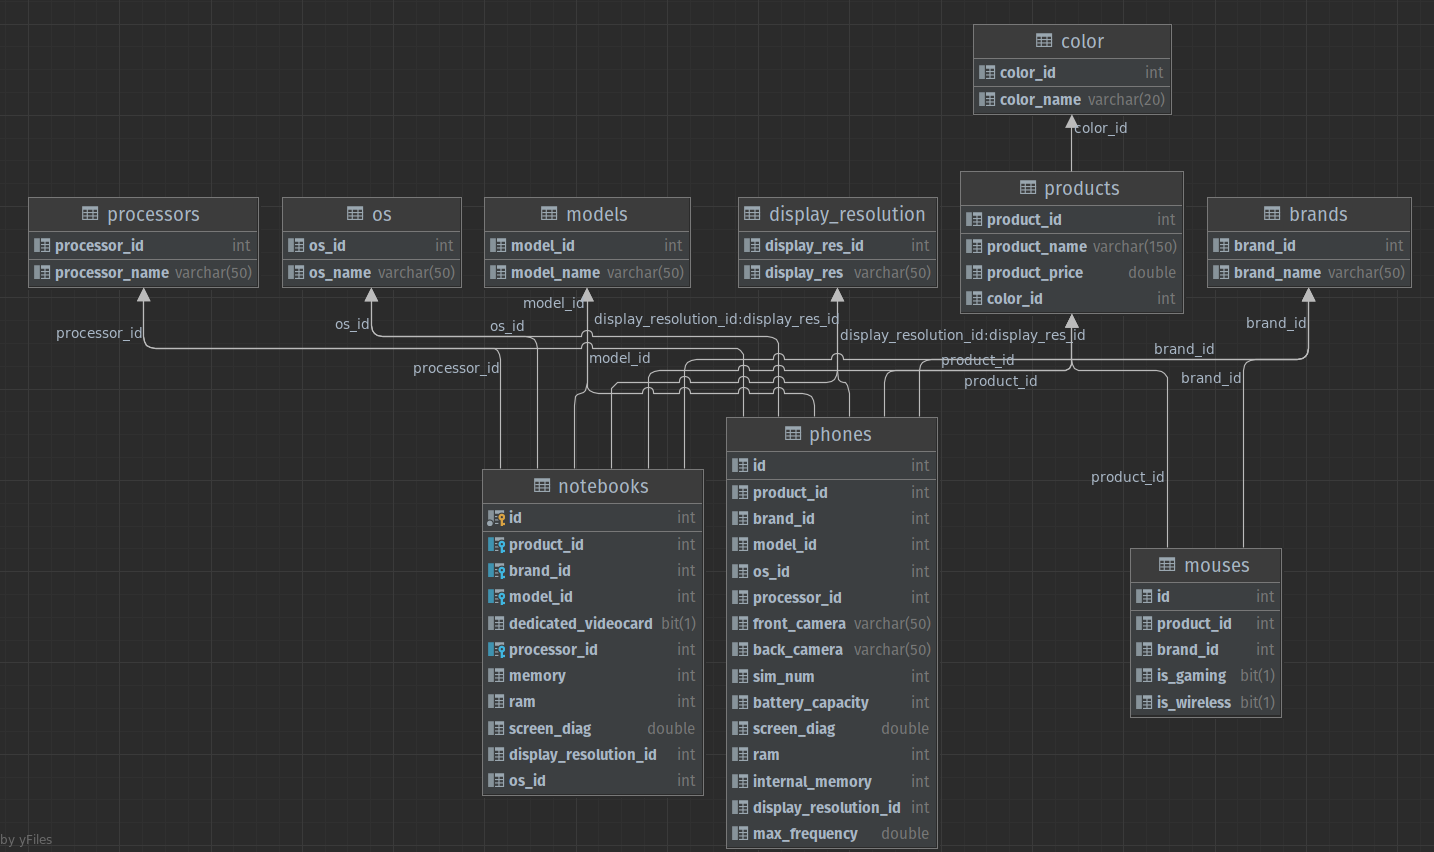 color
color_id int
color_name varchar(20)
color_id
processors
processor_id int
processor_name varchar(50)
os
os_id int
os_name varchar(50)
models
model_id int
model_name varchar(50)
display_resolution
display_res_id int
display_res varchar(50)
products
product_id int
product_name varchar(150)
product_price double
color_id int
brands
brand_id int
brand_name varchar(50)
processor_id
os_id
os_id
model_id
display_resolution_id:display_res_id
display_resolution_id:display_res_id
brand_id
processor_id
model_id
product_id
brand_id
product_id
brand_id
product_id
notebooks
id int
product_id int
brand_id int
model_id int
dedicated_videocard bit(1)
processor_id int
memory int
ram int
screen_diag double
display_resolution_id int
os_id int
phones
id int
product_id int
brand_id int
model_id int
os_id int
processor_id int
front_camera varchar(50)
back_camera varchar(50)
sim_num int
battery_capacity int
screen_diag double
ram int
internal_memory int
display_resolution_id int
max_frequency double
mouses
id int
product_id int
brand_id int
is_gaming bit(1)
is_wireless bit(1)
by yFiles